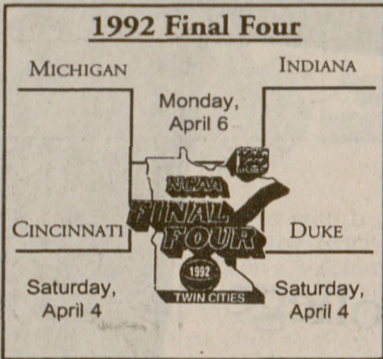 1992 Final Four
MICHIGAN
INDIANA
Monday,
April 6
NCAA
FINAL
FOUR
CINCINNATI
DUKE
1992
TWIN CITIES
Saturday,
April 4
Saturday,
April 4